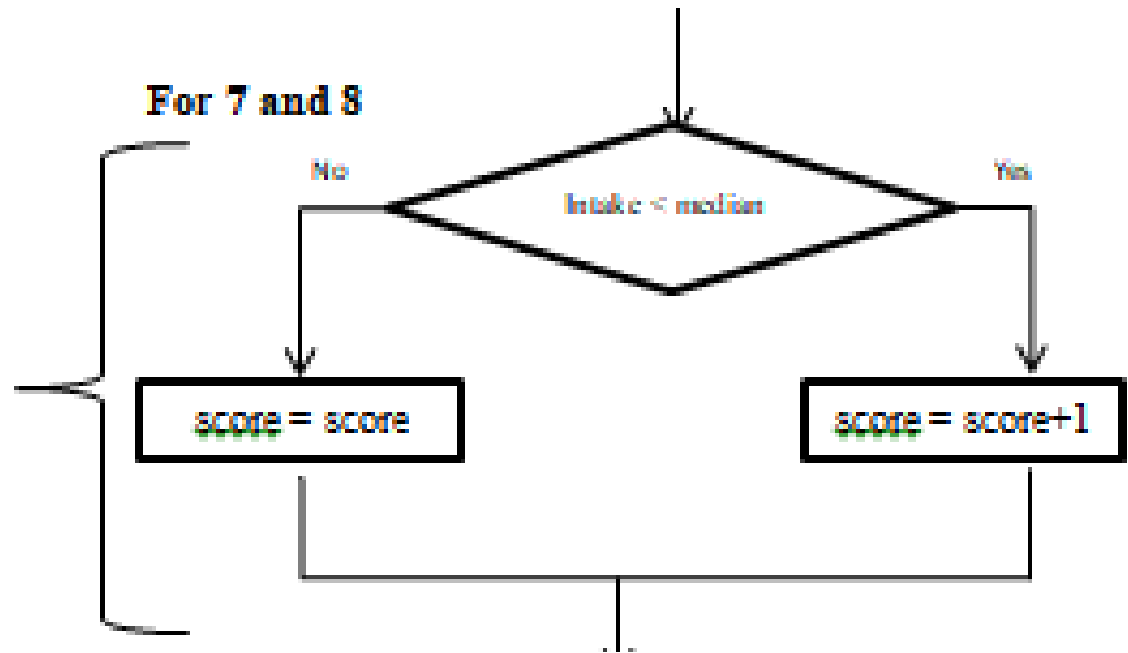 For 7 and 8
No
Yes
Intake < median
score = score
score = score+1